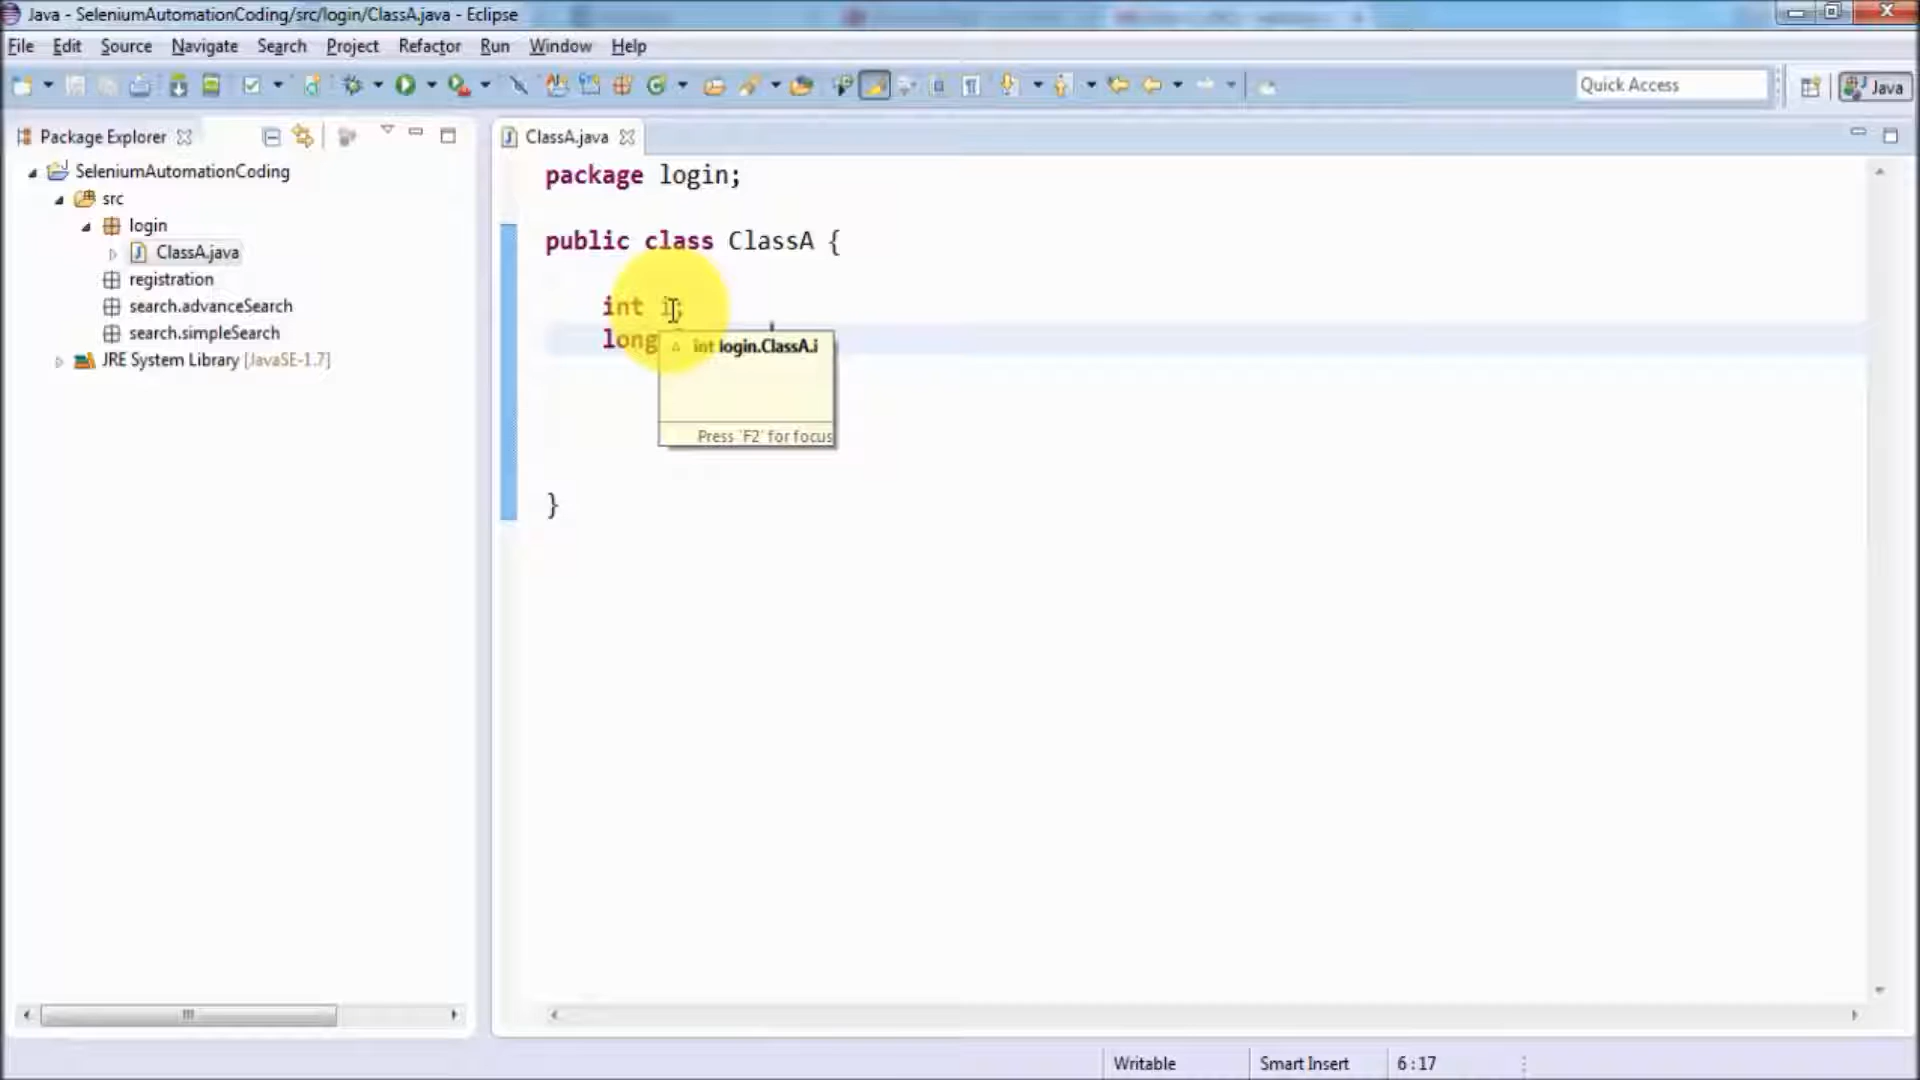 Java - SeleniumAutomationCoding/src/login/ClassA.java - Eclipse
File Edit Source Navigate Search Project Refactor Run Window Help
Quick Access
Java
Package Explorer
SeleniumAutomationCoding
src
login
ClassA.java
registration
search.advanceSearch
search.simpleSearch
JRE System Library [JavaSE-1.7]
ClassA.java
package login;
public class ClassA {
int i;
long
int login.ClassA.i
Press 'F2' for focus
}
Writable
Smart Insert
6 : 17